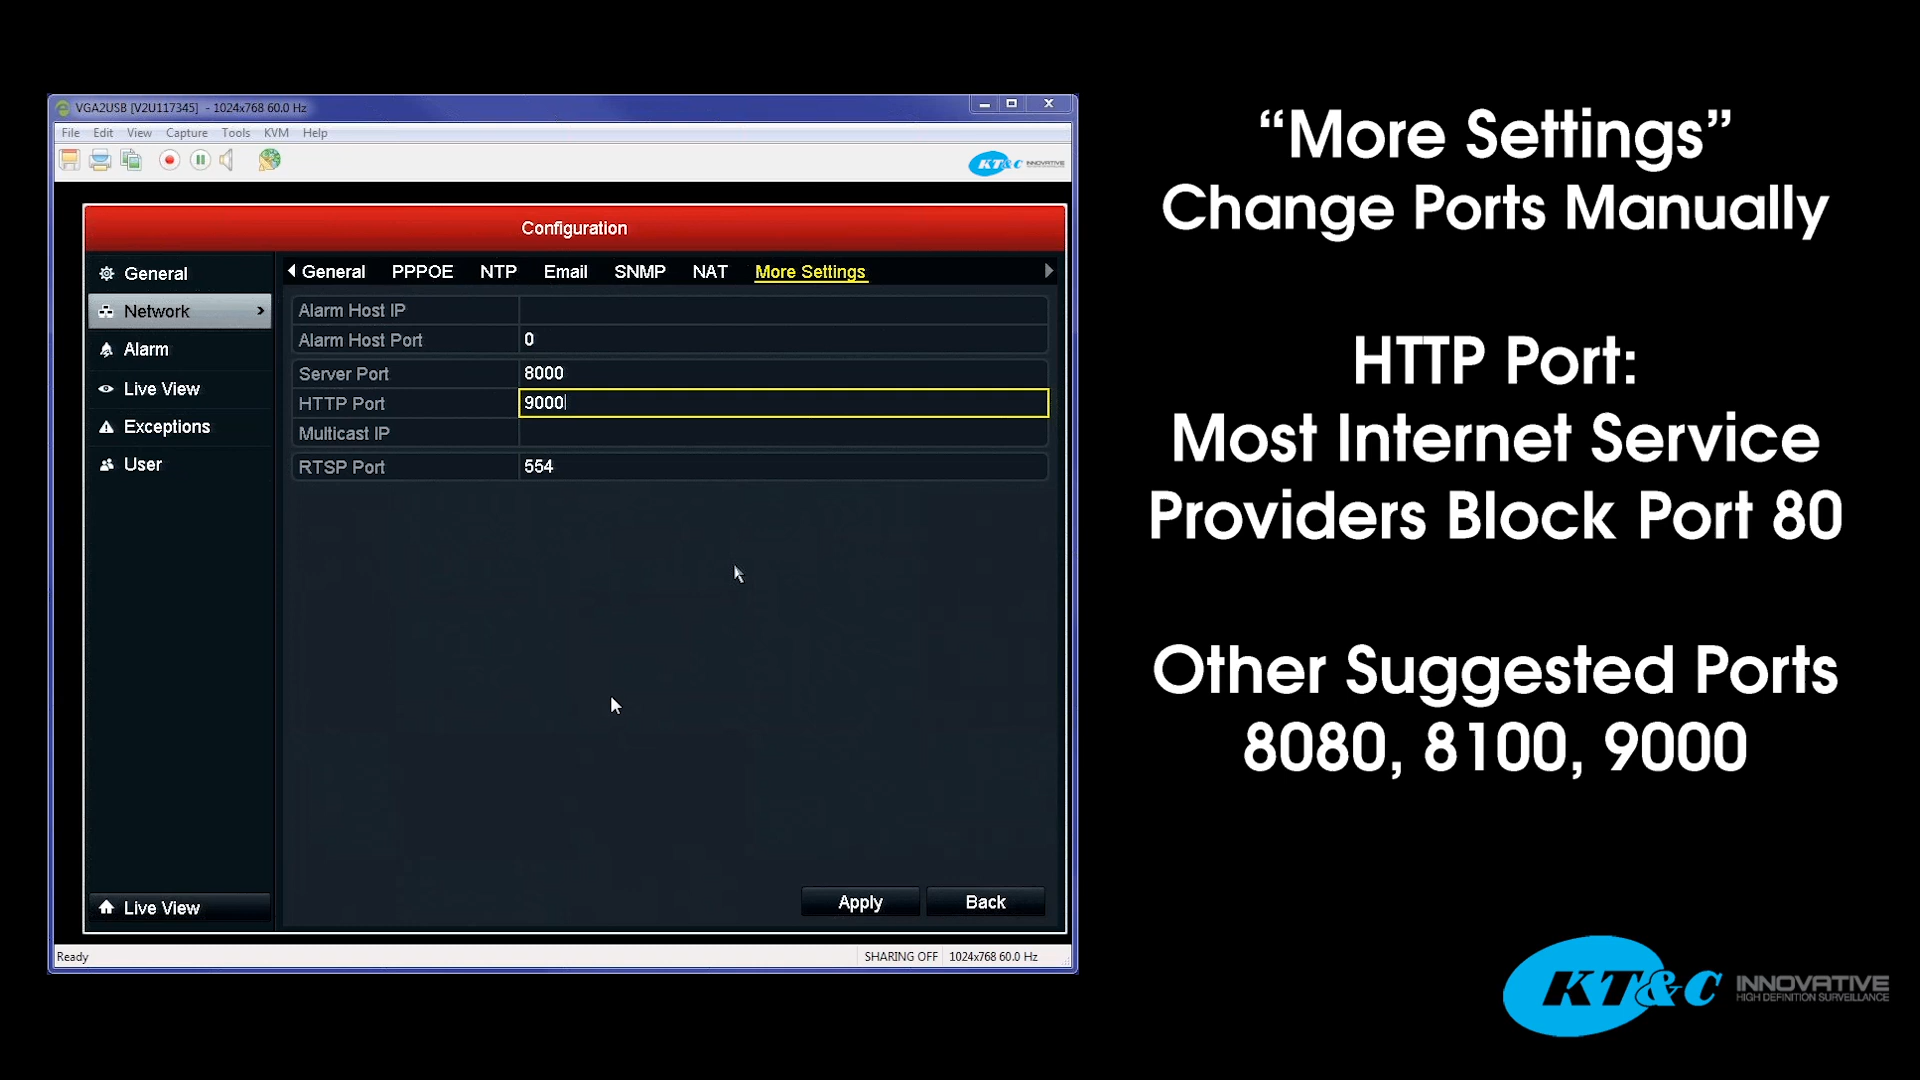 VGA2USB [V2U117345] - 1024x768 60.0 Hz
File Edit View Capture Tools KVM Help
KT&C INNOVATIVE
Configuration
General
Network >
Alarm
Live View
Exceptions
User
Live View
General PPPOE NTP Email SNMP NAT More Settings
Alarm Host IP
Alarm Host Port 0
Server Port 8000
HTTP Port 9000
Multicast IP
RTSP Port 554
Apply Back
Ready SHARING OFF 1024x768 60.0 Hz
“More Settings”
Change Ports Manually
HTTP Port:
Most Internet Service
Providers Block Port 80
Other Suggested Ports
8080, 8100, 9000
KT&C INNOVATIVE
HIGH DEFINITION SURVEILLANCE